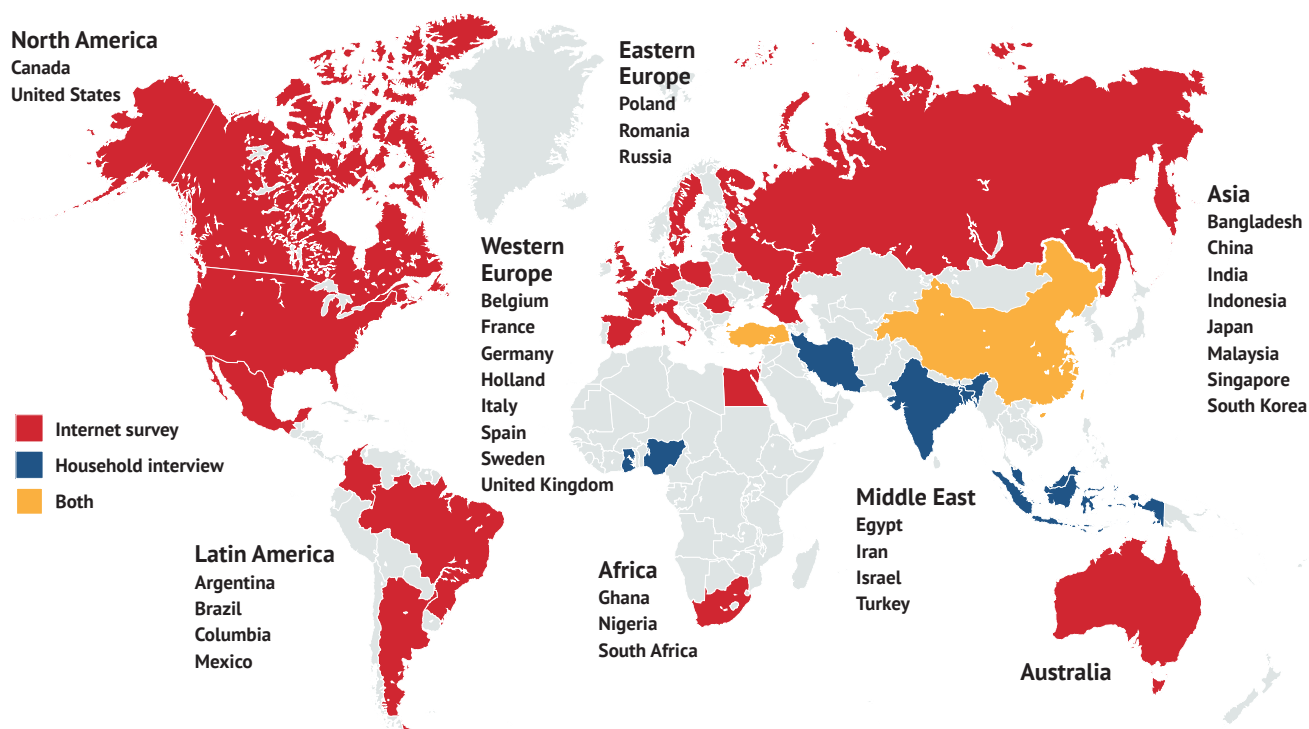 North America
Canada
United States
Eastern
Europe
Poland
Romania
Russia
Asia
Bangladesh
China
India
Indonesia
Japan
Malaysia
Singapore
South Korea
Western
Europe
Belgium
France
Germany
Holland
Italy
Spain
Sweden
United Kingdom
Internet survey
Household interview
Both
Latin America
Argentina
Brazil
Columbia
Mexico
Africa
Ghana
Nigeria
South Africa
Middle East
Egypt
Iran
Israel
Turkey
Australia